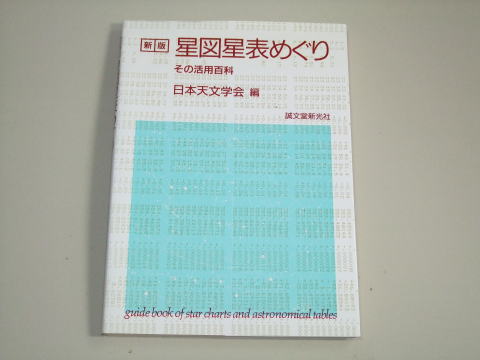 新版 星図星表めぐり
その活用百科
日本天文学会 編
誠文堂新光社
guide book of star charts and astronomical tables